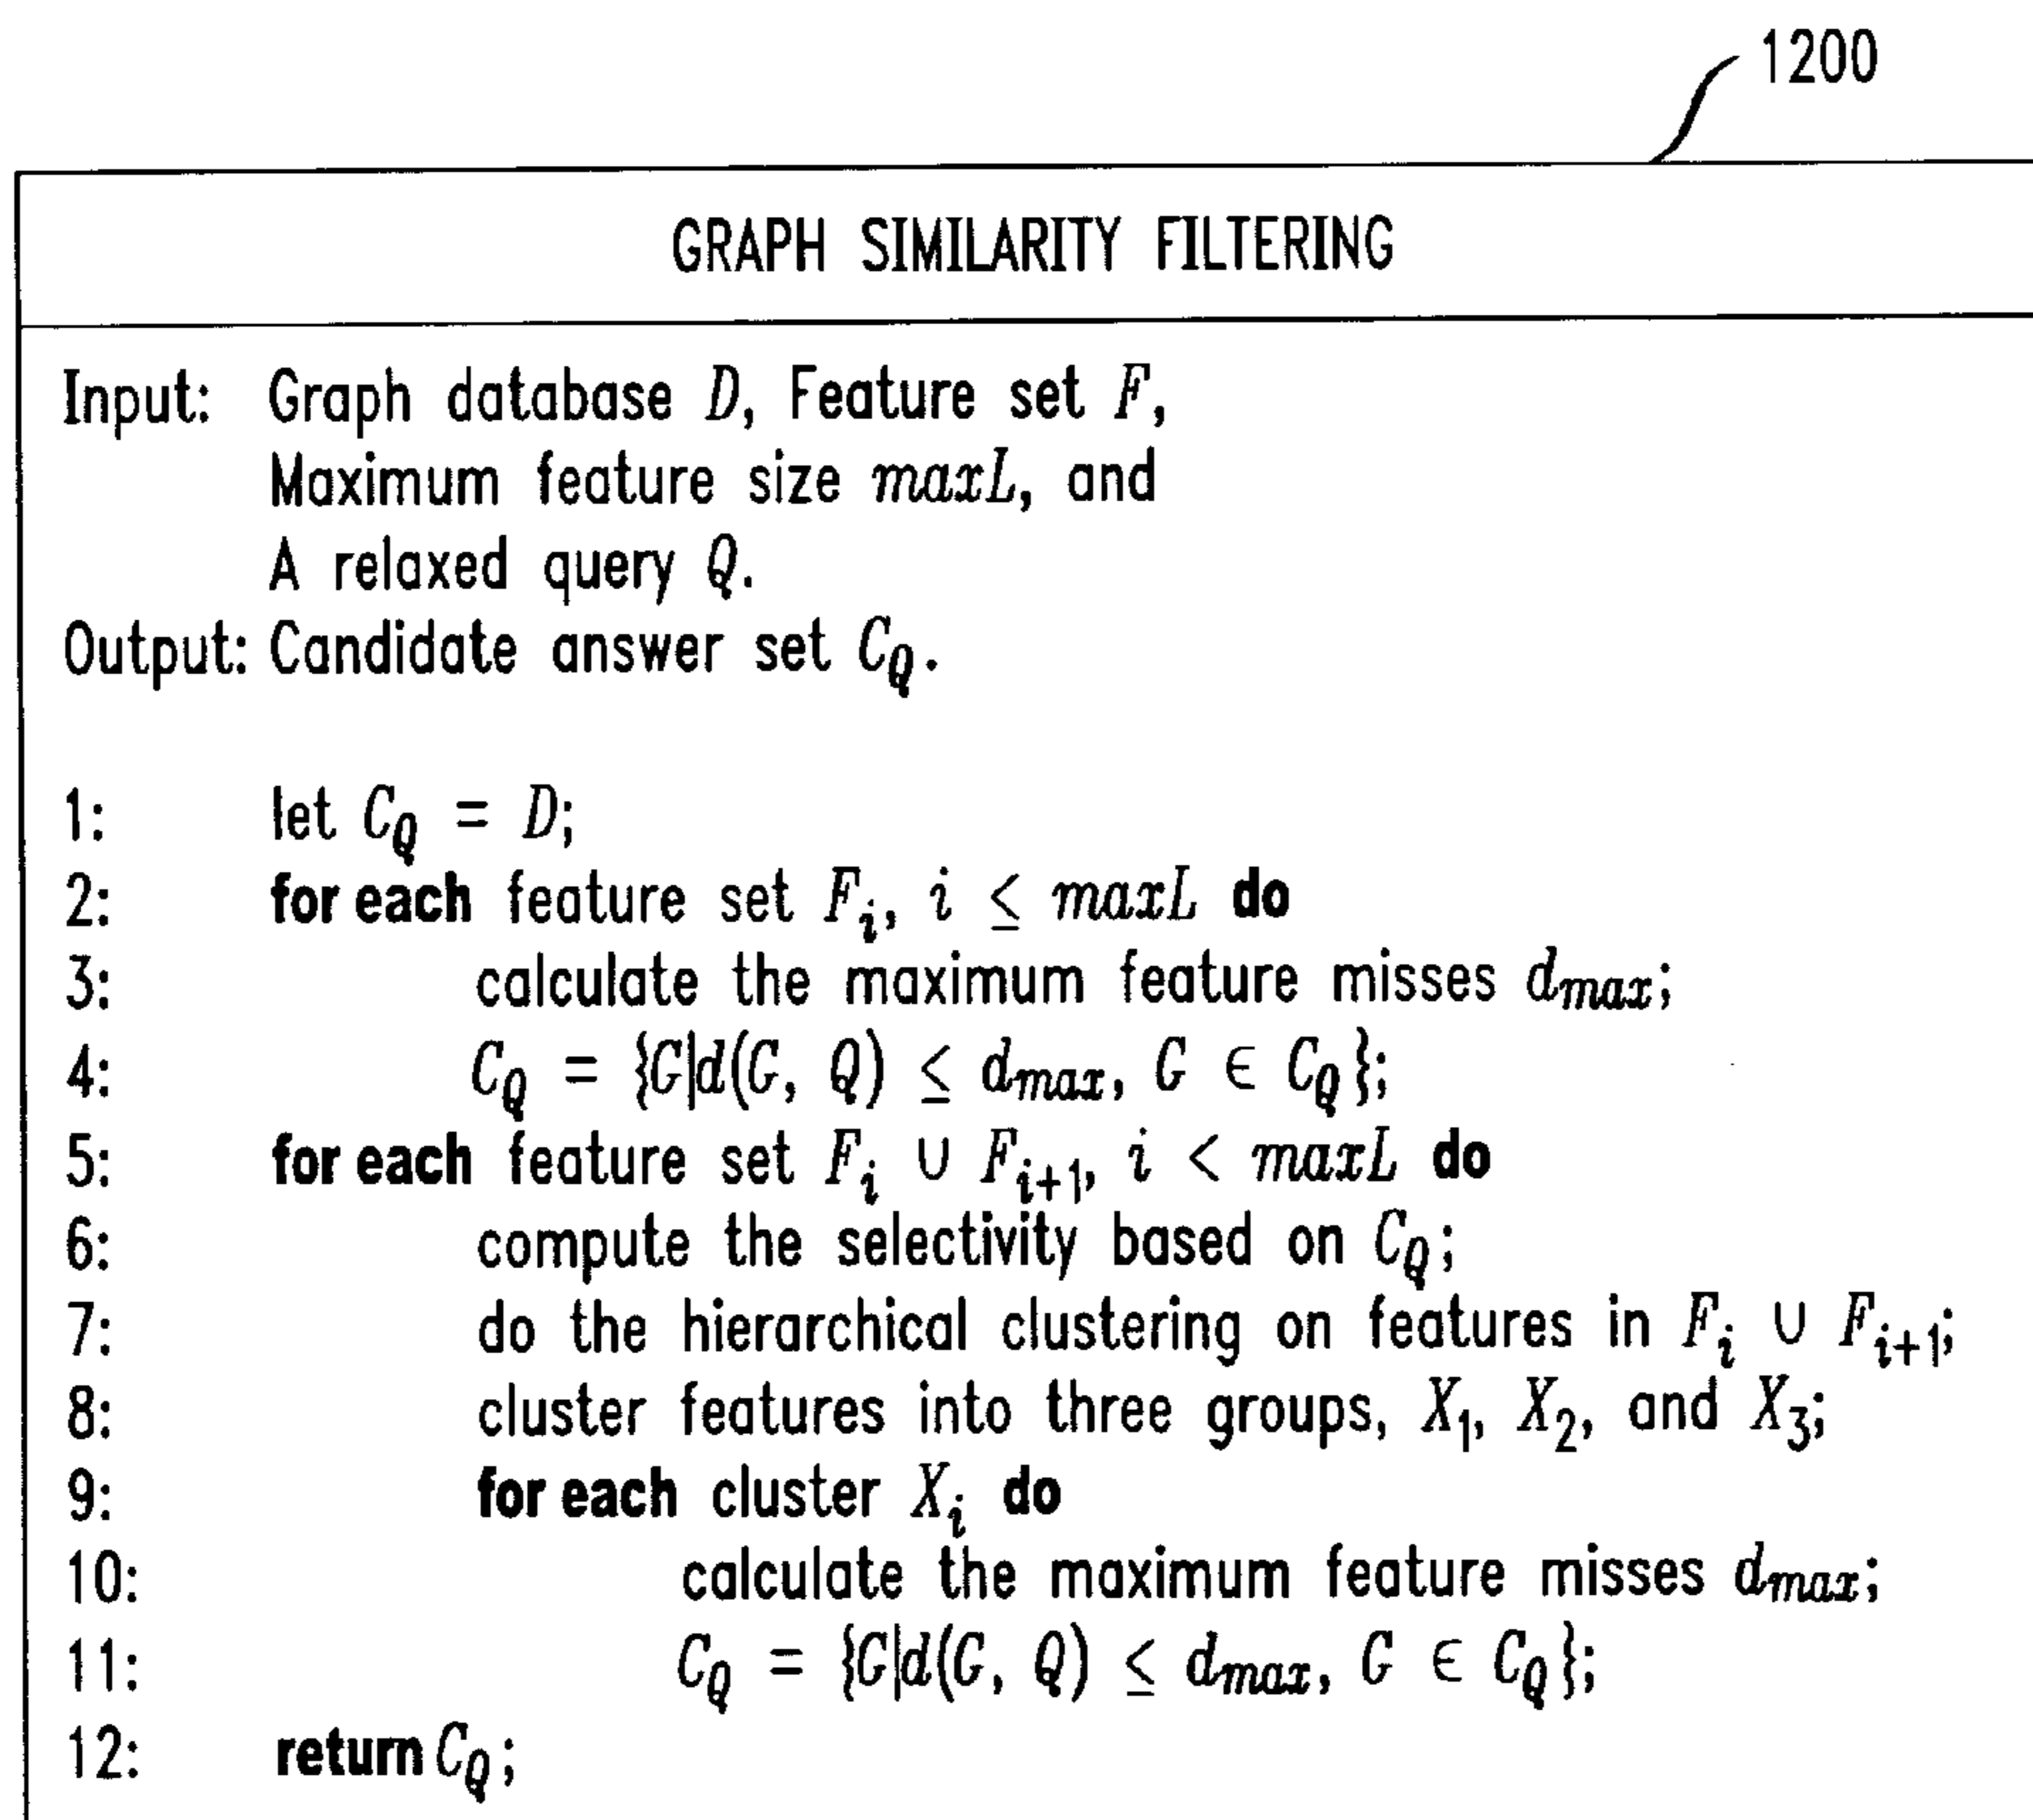 1200
GRAPH SIMILARITY FILTERING
Input: Graph database D, Feature set F,
Maximum feature size maxL, and
A relaxed query Q.
Output: Candidate answer set C_Q.
1: let C_Q = D;
2: for each feature set F_i, i ≤ maxL do
3: calculate the maximum feature misses d_max;
4: C_Q = {G|d(G, Q) ≤ d_max, G ∈ C_Q};
5: for each feature set F_i ∪ F_{i+1}, i < maxL do
6: compute the selectivity based on C_Q;
7: do the hierarchical clustering on features in F_i ∪ F_{i+1};
8: cluster features into three groups, X_1, X_2, and X_3;
9: for each cluster X_i do
10: calculate the maximum feature misses d_max;
11: C_Q = {G|d(G, Q) ≤ d_max, G ∈ C_Q};
12: return C_Q;